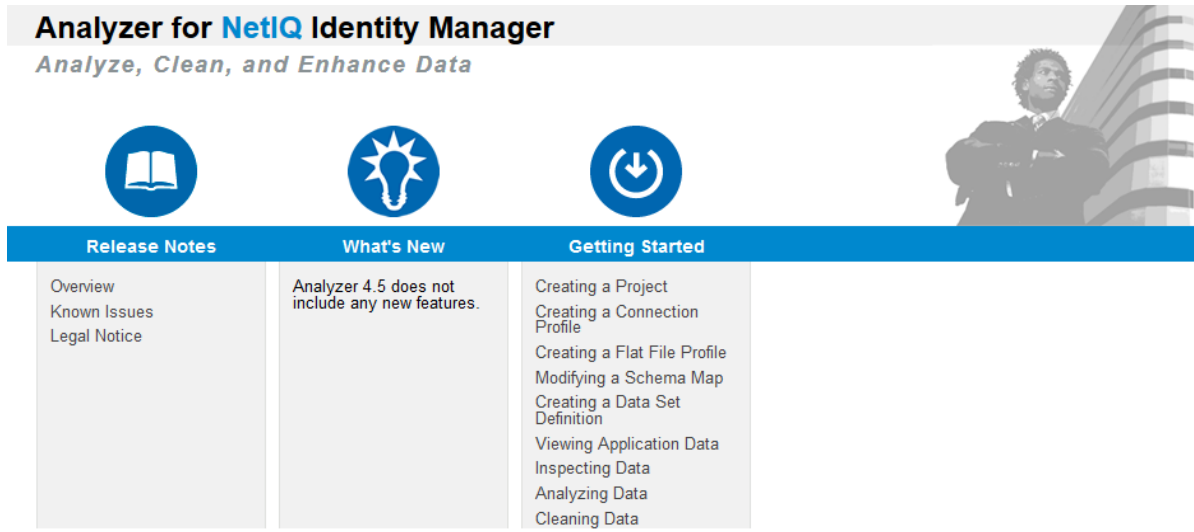 Analyzer for NetIQ Identity Manager
Analyze, Clean, and Enhance Data
Release Notes
What's New
Getting Started
Overview
Known Issues
Legal Notice
Analyzer 4.5 does not
include any new features.
Creating a Project
Creating a Connection
Profile
Creating a Flat File Profile
Modifying a Schema Map
Creating a Data Set
Definition
Viewing Application Data
Inspecting Data
Analyzing Data
Cleaning Data